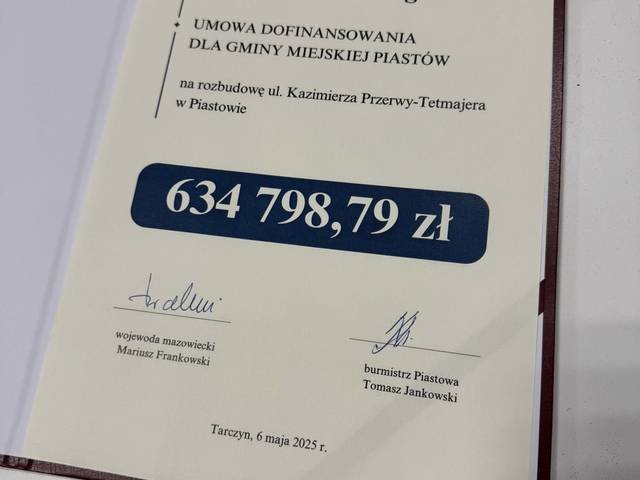 UMOWA DOFINANSOWANIA
DLA GMINY MIEJSKIEJ PIASTÓW
na rozbudowę ul. Kazimierza Przerwy-Tetmajera
w Piastowie
634 798,79 zł
wojewoda mazowiecki
Mariusz Frankowski
burmistrz Piastowa
Tomasz Jankowski
Tarczyn, 6 maja 2025 r.